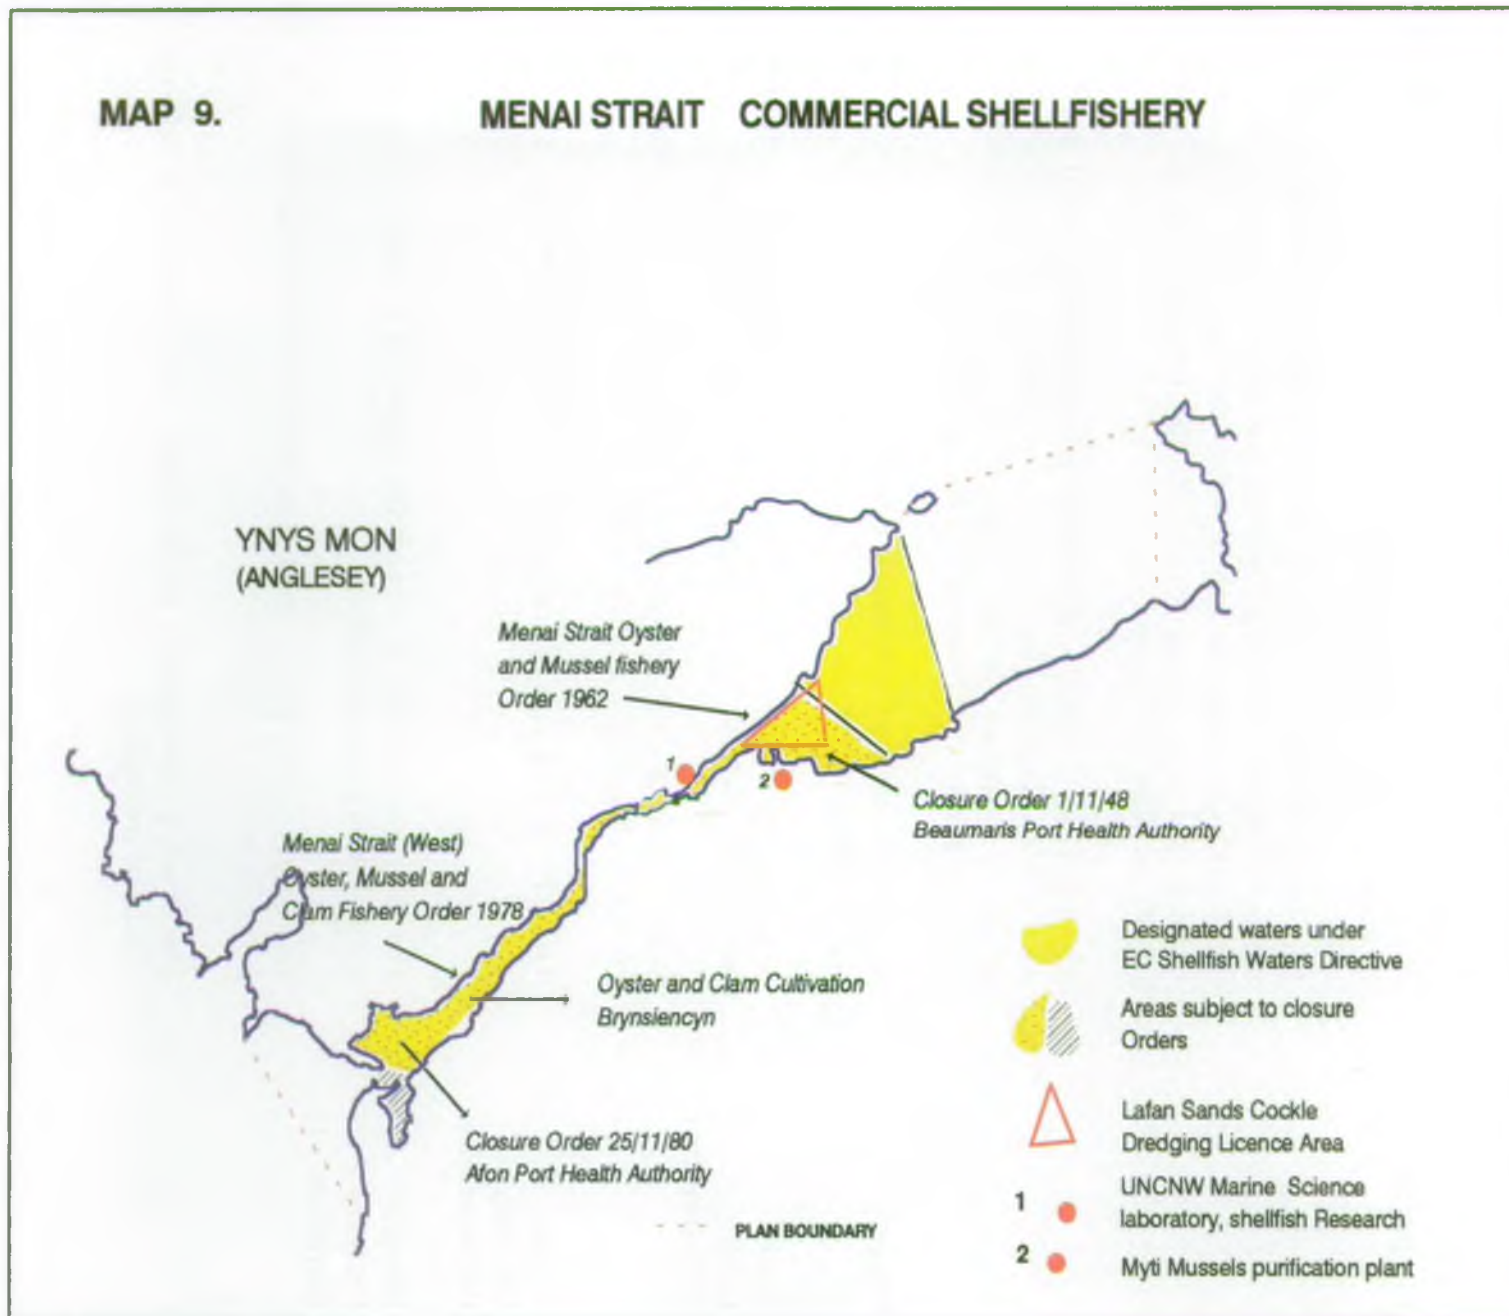 MAP 9. MENAI STRAIT COMMERCIAL SHELLFISHERY
YNYS MON
(ANGLESEY)
Menai Strait Oyster
and Mussel fishery
Order 1962
1
2
Closure Order 1/11/48
Beaumaris Port Health Authority
Menai Strait (West)
Oyster, Mussel and
Clam Fishery Order 1978
Oyster and Clam Cultivation
Brynsiencyn
Closure Order 25/11/80
Afon Port Health Authority
PLAN BOUNDARY
Designated waters under
EC Shellfish Waters Directive
Areas subject to closure
Orders
Lafan Sands Cockle
Dredging Licence Area
1 UNCNW Marine Science
laboratory, shellfish Research
2 Myti Mussels purification plant